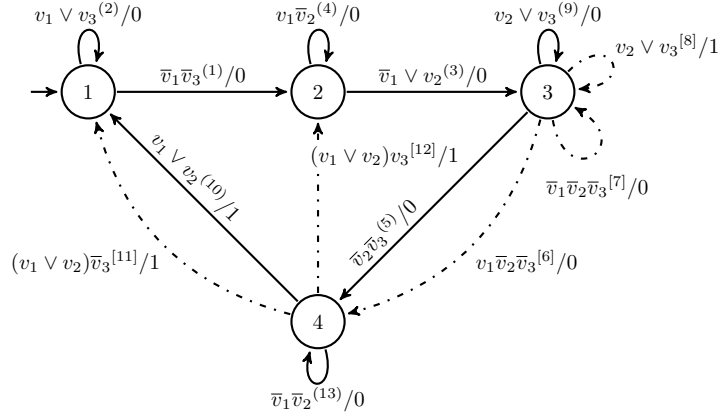 v₁ ∨ v₃⁽²⁾/0
v₁v̅₂⁽⁴⁾/0
v₂ ∨ v₃⁽⁹⁾/0
v₂ ∨ v₃[⁸]/1
v̅₁v̅₃⁽¹⁾/0
v̅₁ ∨ v₂⁽³⁾/0
1
2
3
(v₁ ∨ v₂)v₃[¹²]/1
v̅₁v̅₂v̅₃[⁷]/0
v₁ ∨ v₂⁽¹⁰⁾/1
v̅₂v̅₃⁽⁵⁾/0
(v₁ ∨ v₂)v̅₃[¹¹]/1
v₁v̅₂v̅₃[⁶]/0
4
v̅₁v̅₂⁽¹³⁾/0